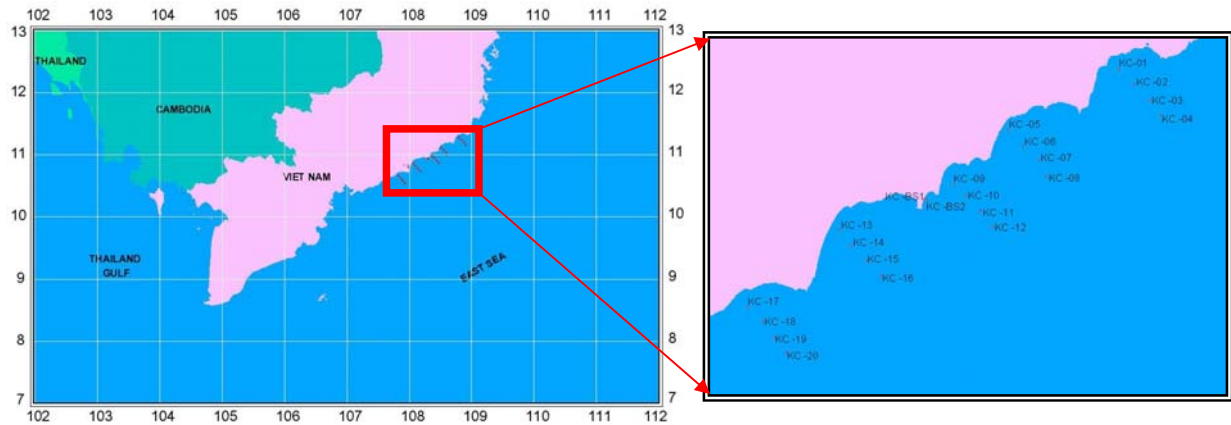 102 103 104 105 106 107 108 109 110 111 112
13 13
THAILAND
12 12
CAMBODIA
11 11
VIET NAM
10 10
THAILAND
GULF
EAST SEA
9 9
8 8
7 7
102 103 104 105 106 107 108 109 110 111 112
KC-01
KC -02
KC -03
KC -04
KC -05
KC -06
KC -07
KC -08
KC -09
KC -10
KC -11
KC -12
KC -BS1
KC -BS2
KC -13
KC -14
KC -15
KC -16
KC -17
KC -18
KC -19
KC -20